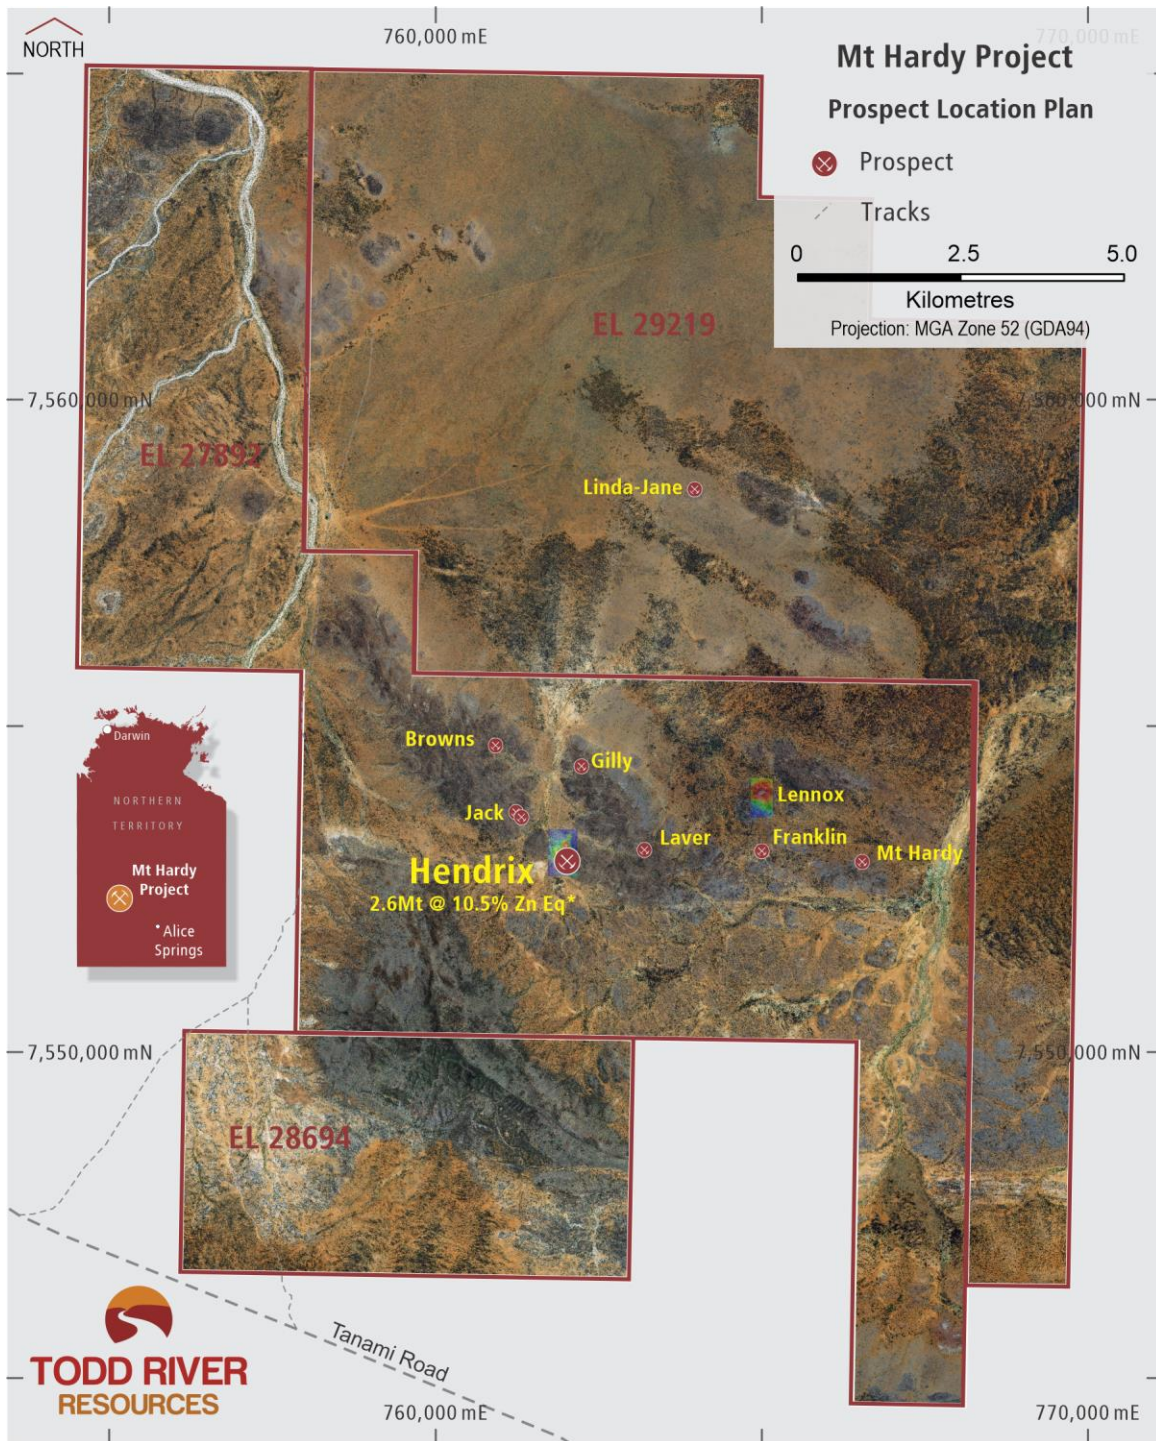 NORTH
760,000 mE
770,000 mE
Mt Hardy Project
Prospect Location Plan
Prospect
Tracks
0 2.5 5.0
Kilometres
Projection: MGA Zone 52 (GDA94)
EL 29219
7,560,000 mN
7,560,000 mN
EL 27892
Linda-Jane
Darwin
NORTHERN
TERRITORY
Mt Hardy
Project
Alice
Springs
Browns
Gilly
Jack
Lennox
Laver
Franklin
Mt Hardy
Hendrix
2.6Mt @ 10.5% Zn Eq*
7,550,000 mN
7,550,000 mN
EL 28694
Tanami Road
TODD RIVER
RESOURCES
760,000 mE
770,000 mE